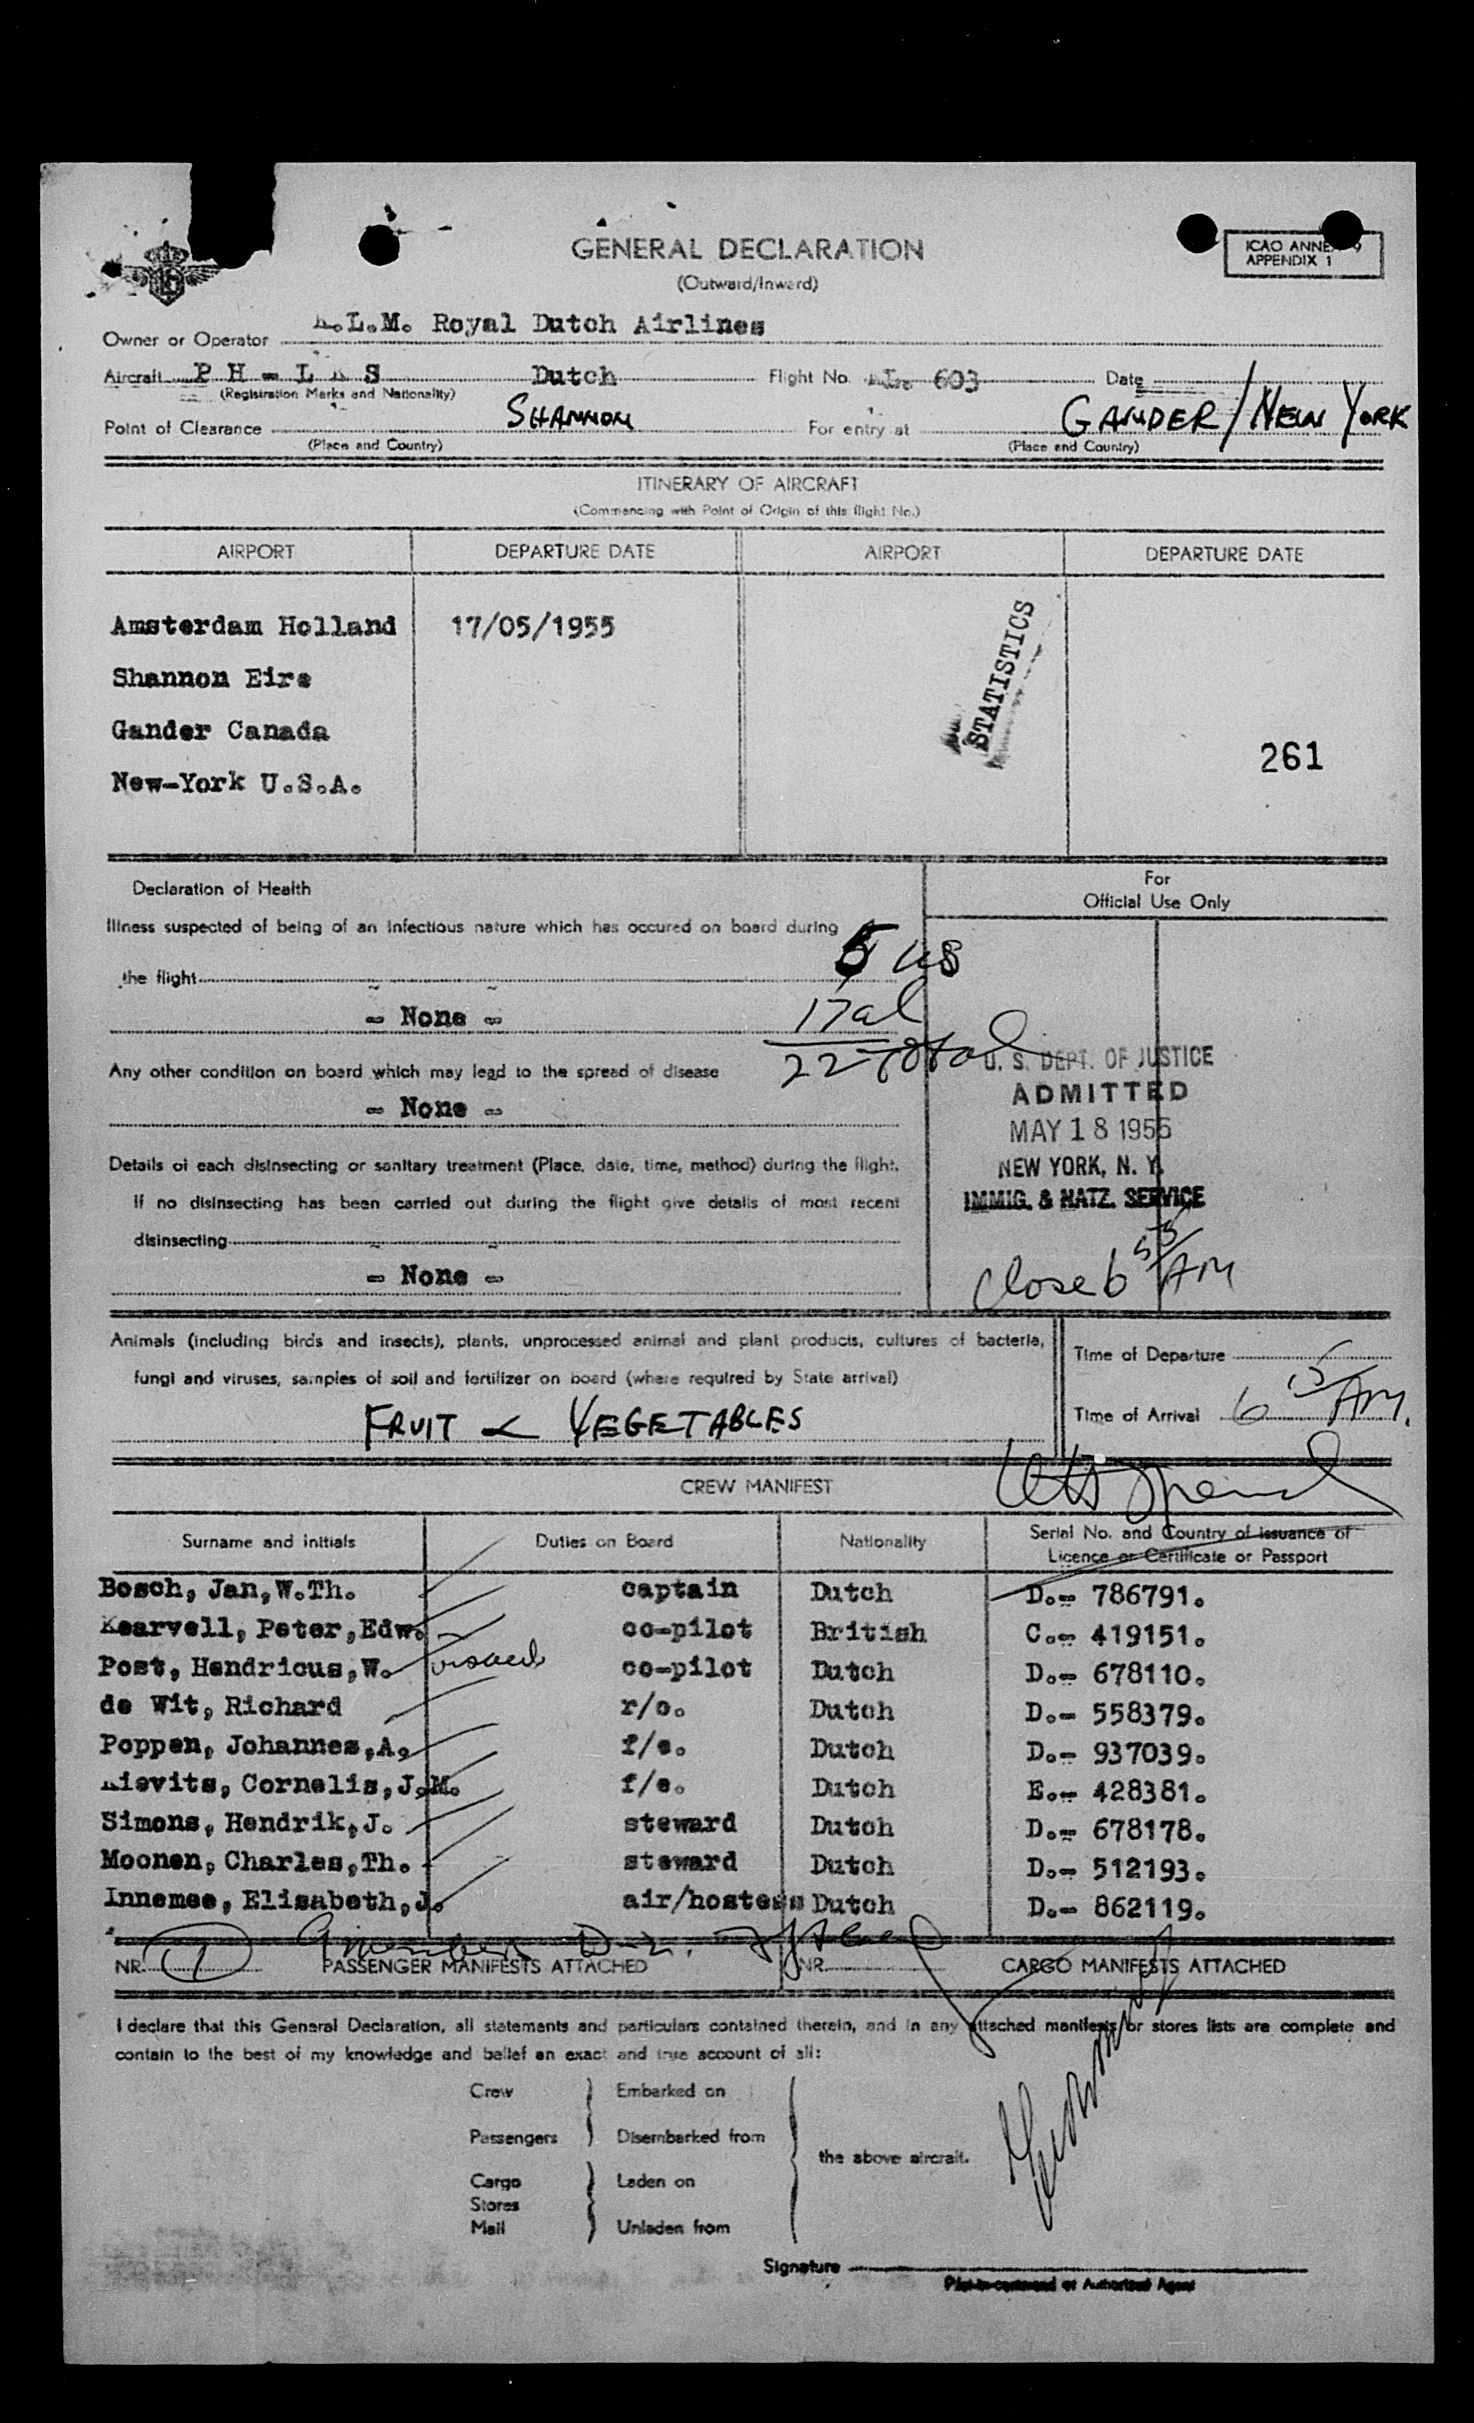 GENERAL DECLARATION
(Outward/Inward)
ICAO ANNEX 9
APPENDIX 1
Owner or Operator K.L.M. Royal Dutch Airlines
Aircraft P H - L K S Dutch Flight No. KL. 603 Date
(Registration Marks and Nationality)
Point of Clearance SHANNON For entry at GANDER/NEW YORK
(Place and Country) (Place and Country)
ITINERARY OF AIRCRAFT
(Commencing with Point of Origin of this flight No.)
AIRPORT DEPARTURE DATE AIRPORT DEPARTURE DATE
Amsterdam Holland 17/05/1955
Shannon Eire
Gander Canada
New-York U.S.A.
STATISTICS
261
Declaration of Health
Illness suspected of being of an infectious nature which has occured on board during
the flight
- None -
Any other condition on board which may lead to the spread of disease
- None -
Details of each disinsecting or sanitary treatment (Place, date, time, method) during the flight.
If no disinsecting has been carried out during the flight give details of most recent
disinsecting
- None -
5 us
17 al
22 Total
For
Official Use Only
U. S. DEPT. OF JUSTICE
ADMITTED
MAY 18 1955
NEW YORK, N. Y.
IMMIG. & NATZ. SERVICE
Close 6 55/AM
Animals (including birds and insects), plants, unprocessed animal and plant products, cultures of bacteria,
fungi and viruses, samples of soil and fertilizer on board (where required by State arrival)
FRUIT & VEGETABLES
Time of Departure
Time of Arrival 6 15/AM.
CREW MANIFEST
Surname and initials Duties on Board Nationality Serial No. and Country of issuance of
Licence or Certificate or Passport
Bosch, Jan,W.Th. captain Dutch D.- 786791.
Kearvell, Peter,Edw. co-pilot British C.- 419151.
Post, Hendricus,W. visaed co-pilot Dutch D.- 678110.
de Wit, Richard r/o. Dutch D.- 558379.
Poppen, Johannes,A. f/e. Dutch D.- 937039.
Kievits, Cornelis,J.M. f/e. Dutch E.- 428381.
Simons, Hendrik,J. steward Dutch D.- 678178.
Moonen, Charles,Th. steward Dutch D.- 512193.
Innemee, Elisabeth,J. air/hostess Dutch D.- 862119.
NR. 1 PASSENGER MANIFESTS ATTACHED NR. CARGO MANIFESTS ATTACHED
I declare that this General Declaration, all statements and particulars contained therein, and in any attached manifests or stores lists are complete and
contain to the best of my knowledge and belief an exact and true account of all:
Crew Embarked on
Passengers Disembarked from
the above aircraft.
Cargo Laden on
Stores
Mail Unladen from
Signature
Pilot-in-command or Authorised Agent